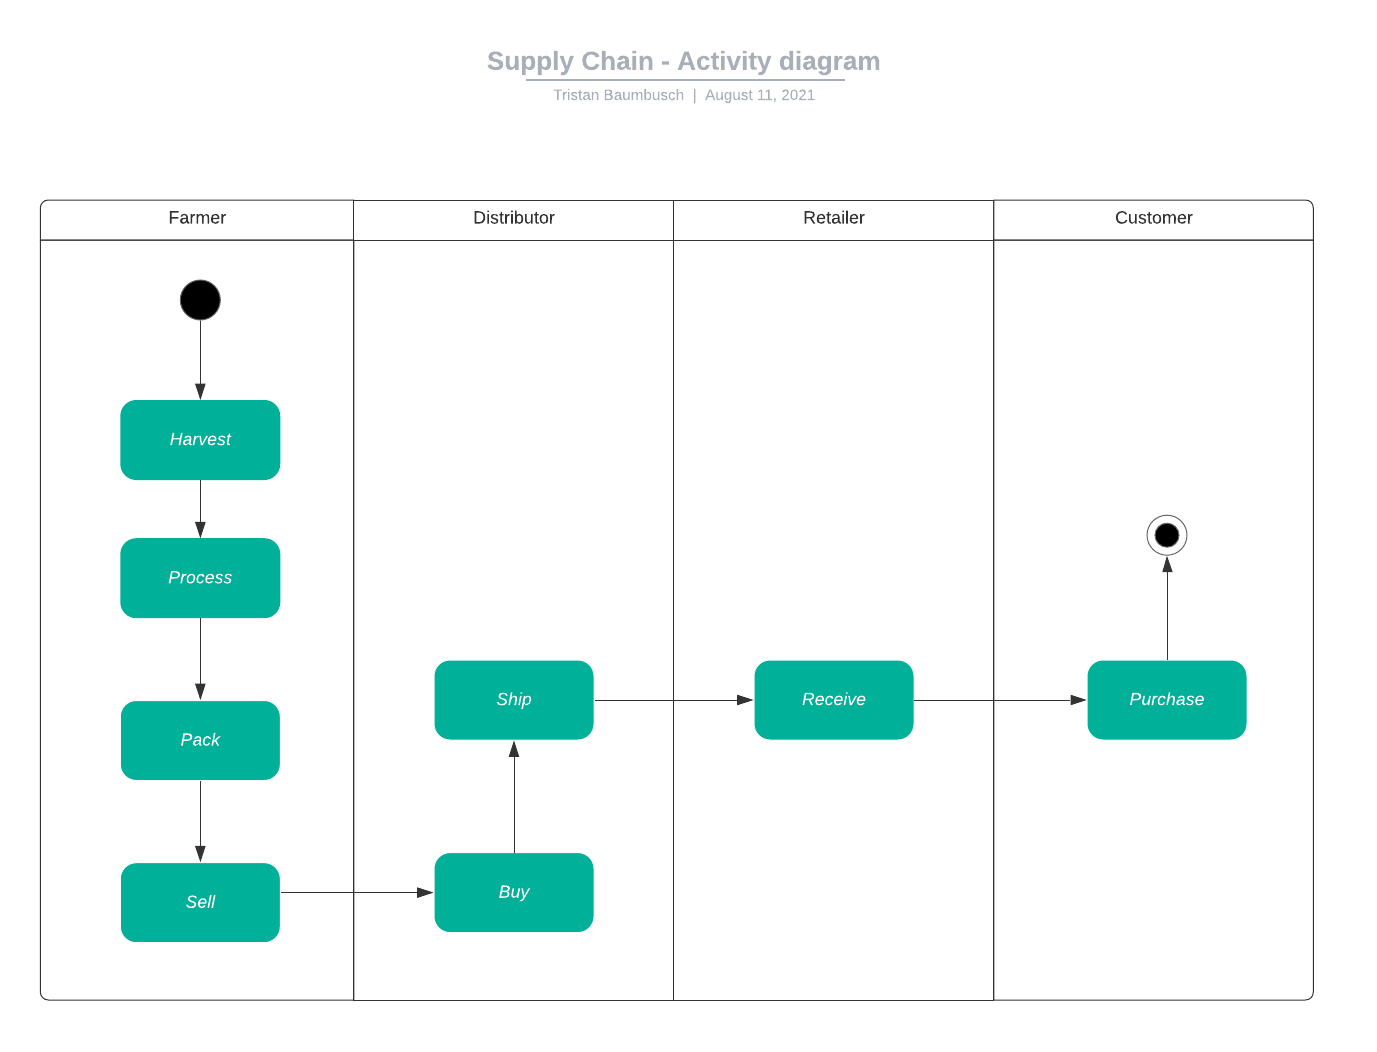 Supply Chain - Activity diagram
Tristan Baumbusch | August 11, 2021
Farmer
Distributor
Retailer
Customer
Harvest
Process
Pack
Sell
Buy
Ship
Receive
Purchase